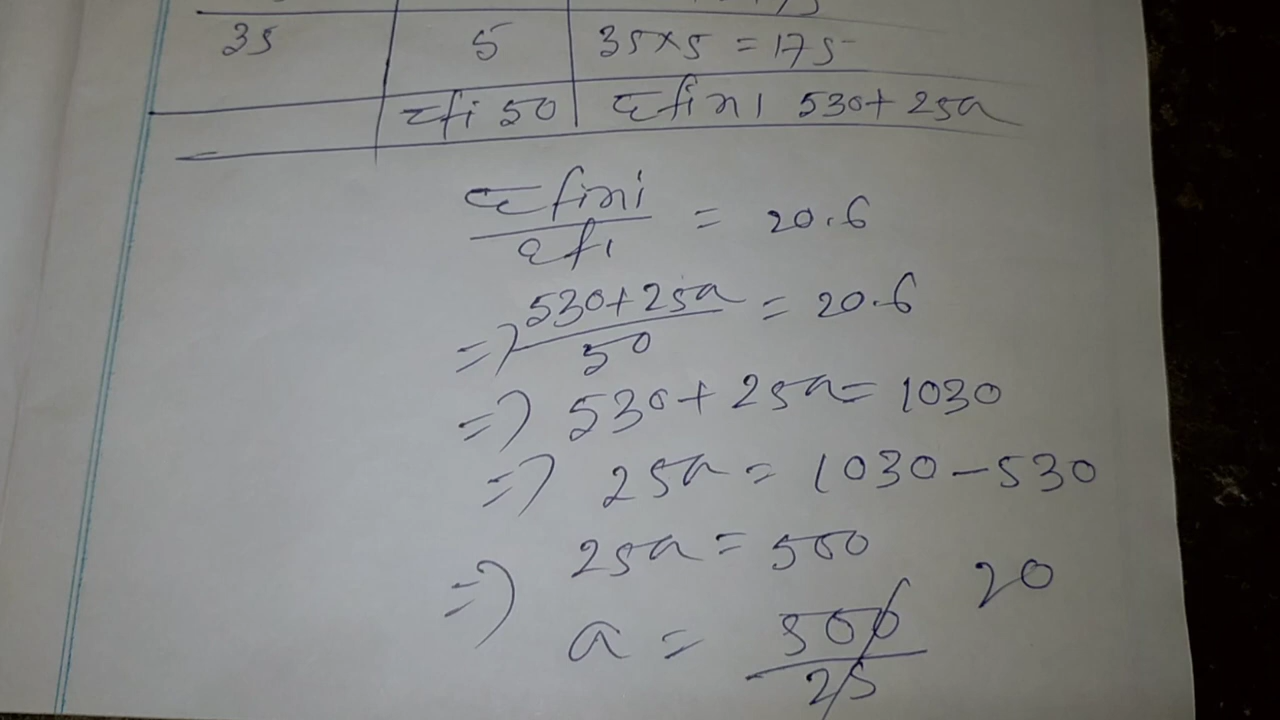 35 5 35×5 = 175
Σfi 50 Σfixi 530+25a
Σfixi
Σfi = 20.6
⇒ 530+25a
50 = 20.6
⇒ 530+25a = 1030
⇒ 25a = 1030-530
⇒ 25a = 500
a = 500 20
25